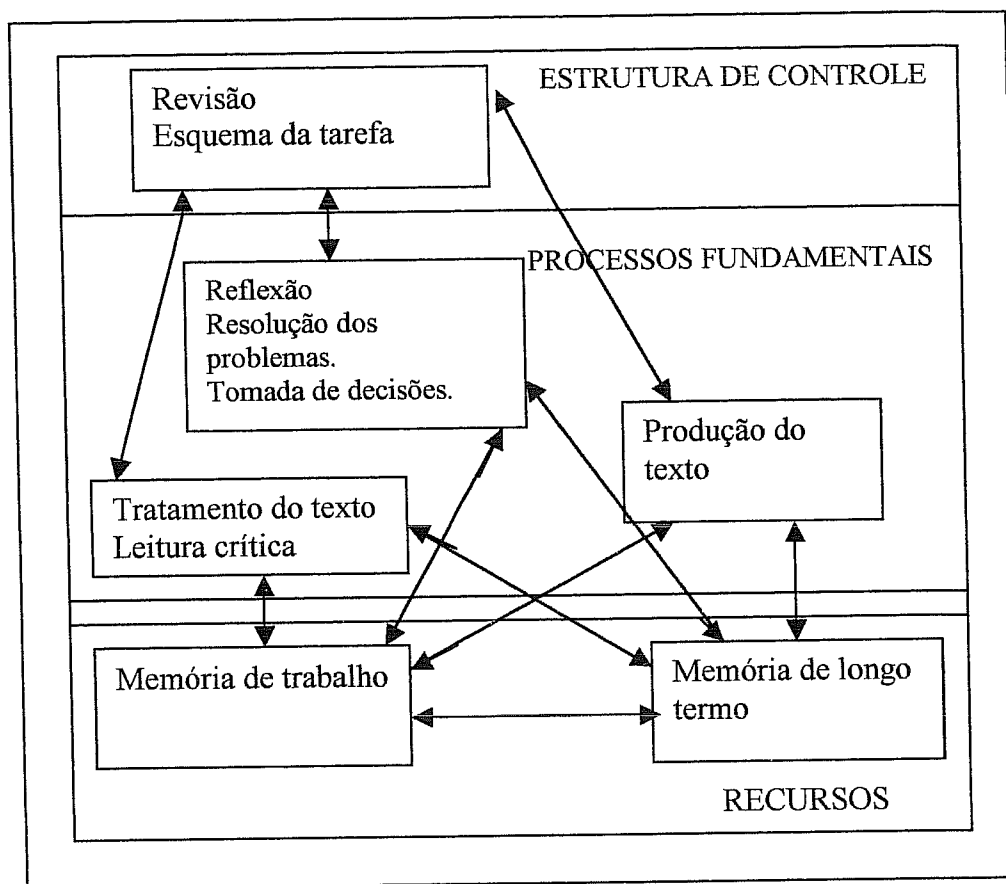 ESTRUTURA DE CONTROLE
Revisão
Esquema da tarefa
PROCESSOS FUNDAMENTAIS
Reflexão
Resolução dos
problemas.
Tomada de decisões.
Produção do
texto
Tratamento do texto
Leitura crítica
Memória de trabalho
Memória de longo
termo
RECURSOS